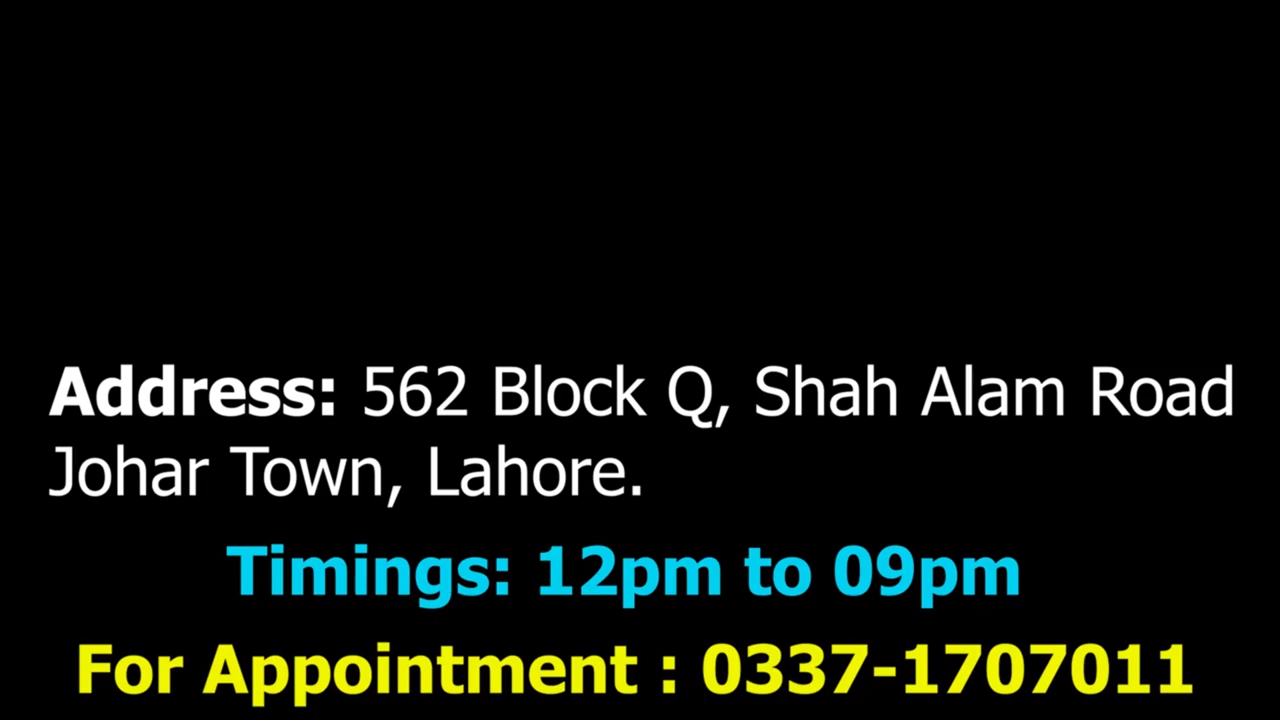 Address: 562 Block Q, Shah Alam Road
Johar Town, Lahore.
Timings: 12pm to 09pm
For Appointment : 0337-1707011